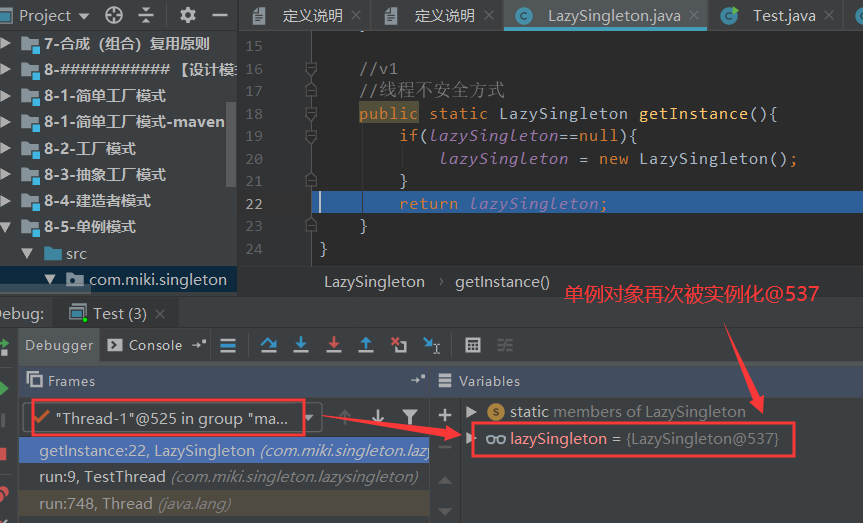 Project
定义说明
定义说明
LazySingleton.java
Test.java
7-合成（组合）复用原则
8-########### 【设计模式
8-1-简单工厂模式
8-1-简单工厂模式-maven
8-2-工厂模式
8-3-抽象工厂模式
8-4-建造者模式
8-5-单例模式
src
com.miki.singleton
15
16 //v1
17 //线程不安全方式
18 public static LazySingleton getInstance(){
19 if(lazySingleton==null){
20 lazySingleton = new LazySingleton();
21 }
22 return lazySingleton;
23 }
24 }
LazySingleton › getInstance()
单例对象再次被实例化@537
Debug: Test (3)
Debugger Console
Frames
Variables
"Thread-1"@525 in group "ma...
getInstance:22, LazySingleton (com.miki.singleton.lazy
run:9, TestThread (com.miki.singleton.lazysingleton)
run:748, Thread (java.lang)
static members of LazySingleton
lazySingleton = {LazySingleton@537}